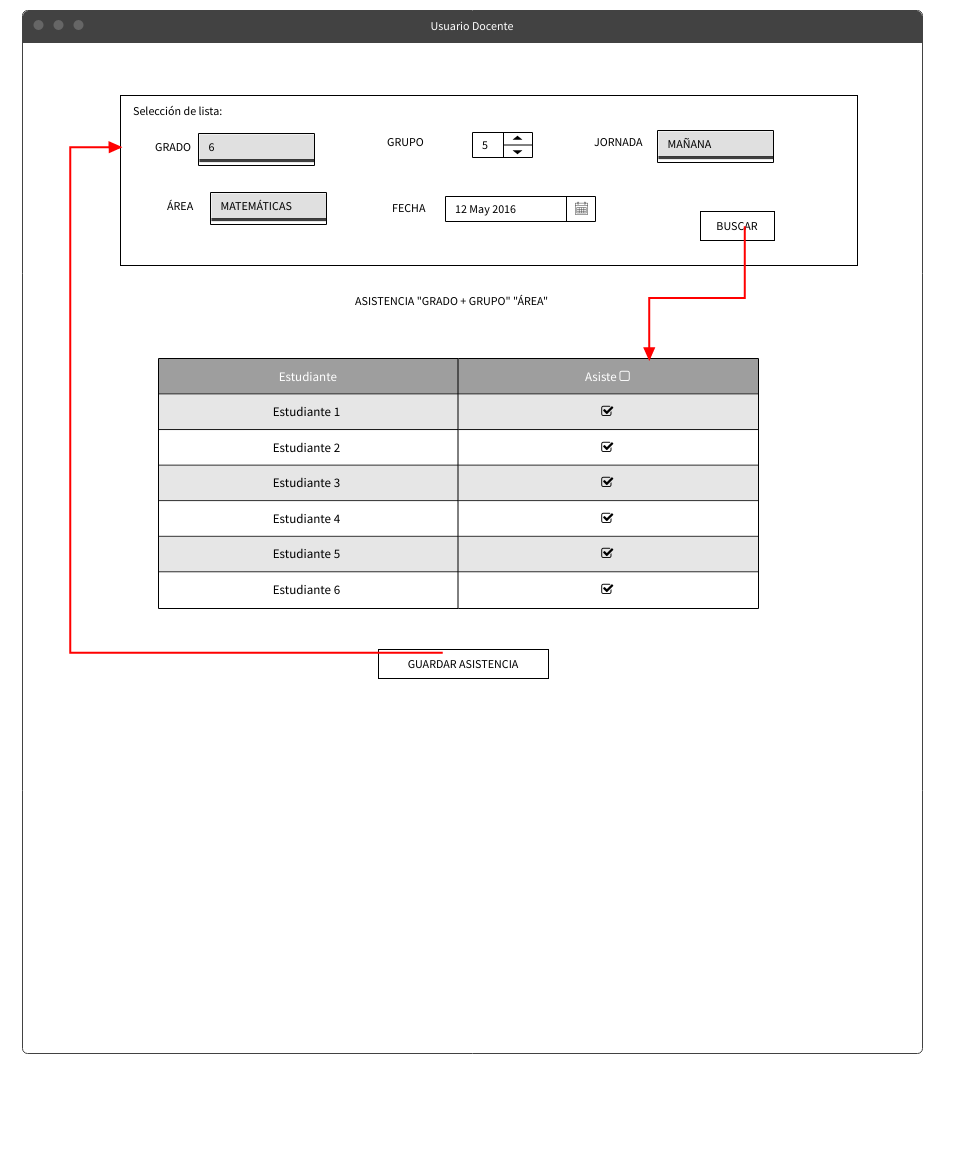 Usuario Docente
Selección de lista:
GRADO 6 GRUPO 5 JORNADA MAÑANA
ÁREA MATEMÁTICAS FECHA 12 May 2016
BUSCAR
ASISTENCIA "GRADO + GRUPO" "ÁREA"
Estudiante Asiste
Estudiante 1
Estudiante 2
Estudiante 3
Estudiante 4
Estudiante 5
Estudiante 6
GUARDAR ASISTENCIA